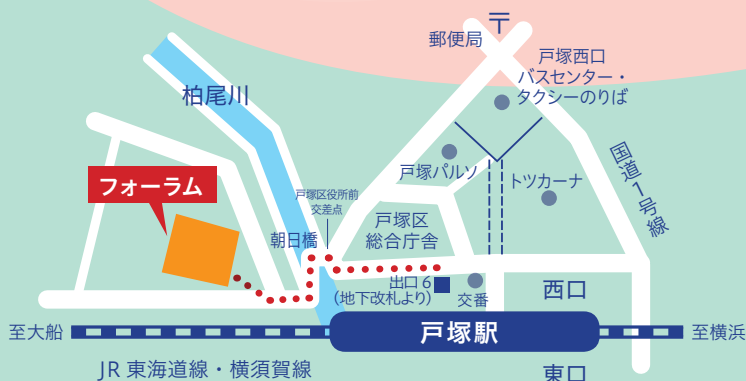 〒
郵便局
戸塚西口
バスセンター・
タクシーのりば
柏尾川
国道1号線
戸塚パルソ
トツカーナ
フォーラム
戸塚区役所前
交差点
戸塚区
総合庁舎
朝日橋
出口6
(地下改札より)
交番
西口
至大船
戸塚駅
至横浜
JR東海道線・横須賀線
東口